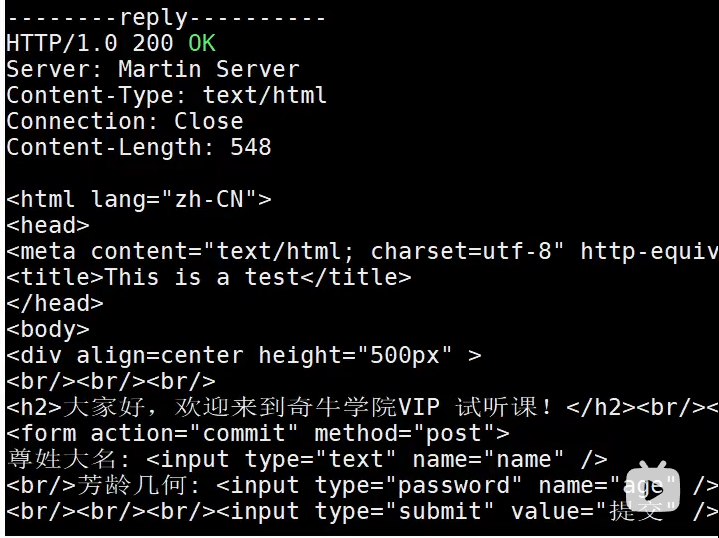 --------reply----------
HTTP/1.0 200 OK
Server: Martin Server
Content-Type: text/html
Connection: Close
Content-Length: 548
<html lang="zh-CN">
<head>
<meta content="text/html; charset=utf-8" http-equiv
<title>This is a test</title>
</head>
<body>
<div align=center height="500px" >
<br/><br/><br/>
<h2>大家好，欢迎来到奇牛学院VIP 试听课！</h2><br/><
<form action="commit" method="post">
尊姓大名: <input type="text" name="name" />
<br/>芳龄几何: <input type="password" name="age" />
<br/><br/><br/><input type="submit" value="提交" />